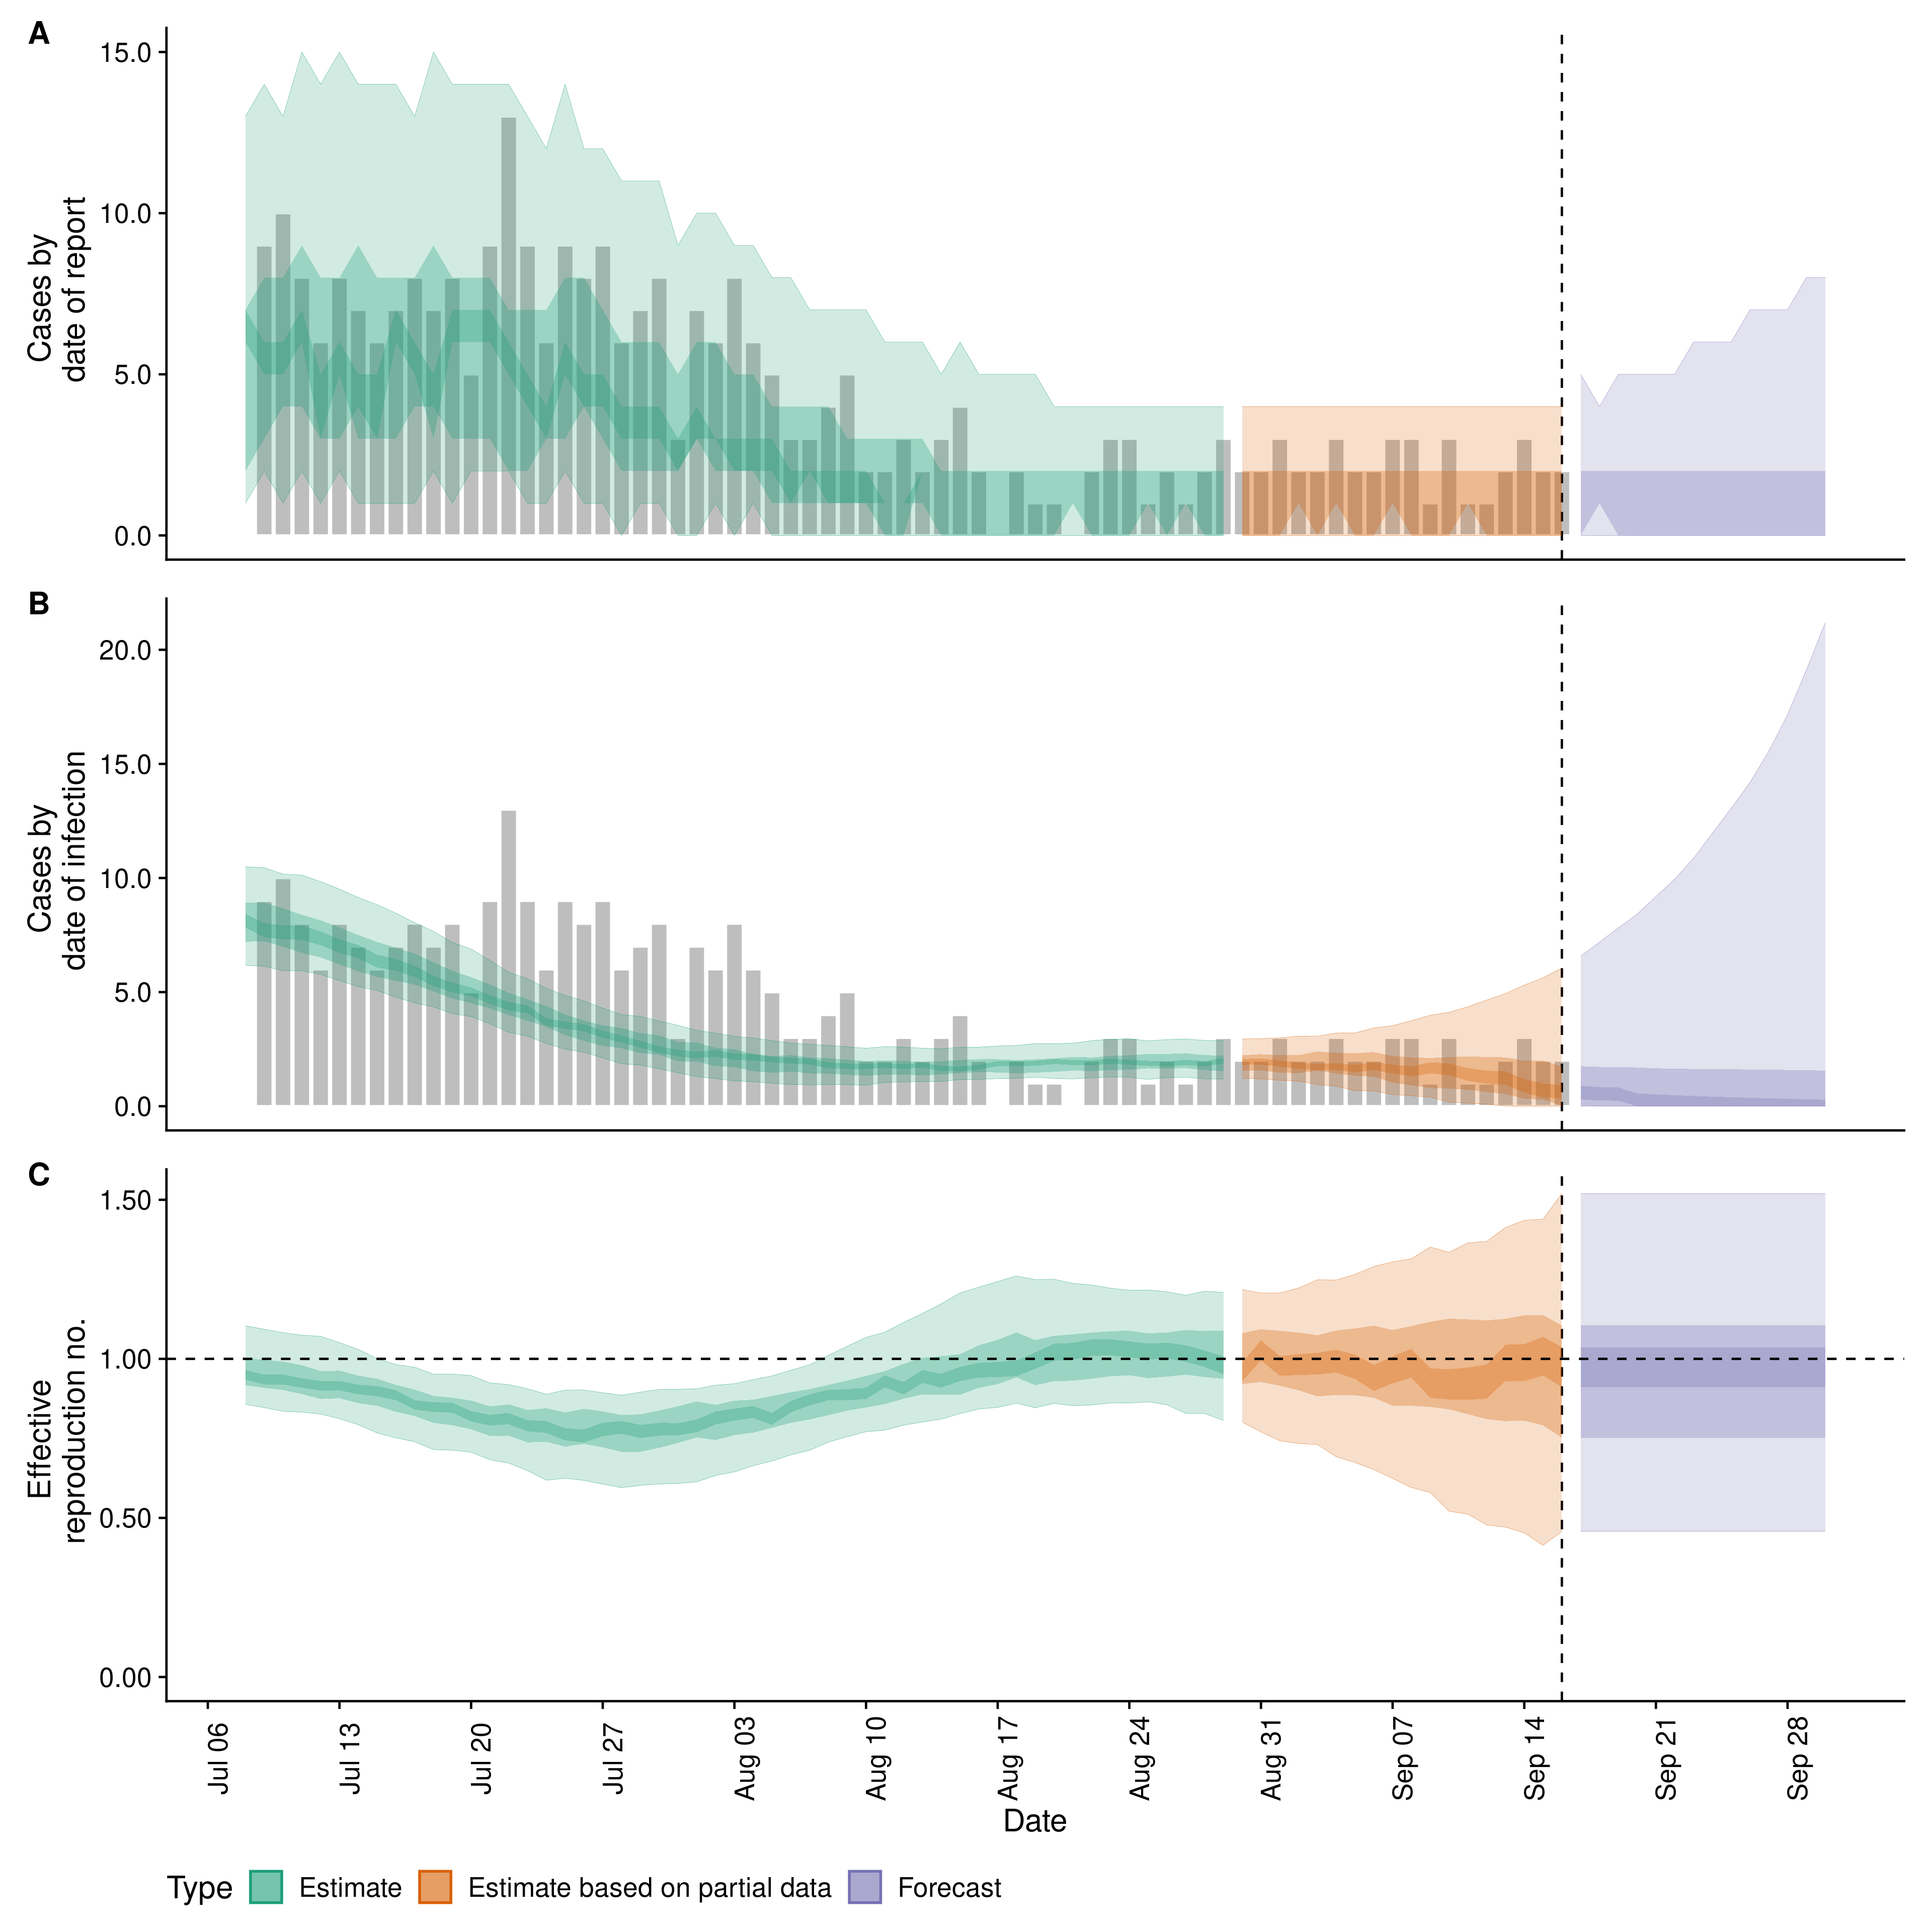 A
15.0
10.0
5.0
0.0
Cases by
date of report
B
20.0
15.0
10.0
5.0
0.0
Cases by
date of infection
C
1.50
1.00
0.50
0.00
Effective
reproduction no.
Jul 06
Jul 13
Jul 20
Jul 27
Aug 03
Aug 10
Aug 17
Aug 24
Aug 31
Sep 07
Sep 14
Sep 21
Sep 28
Date
Type Estimate Estimate based on partial data Forecast